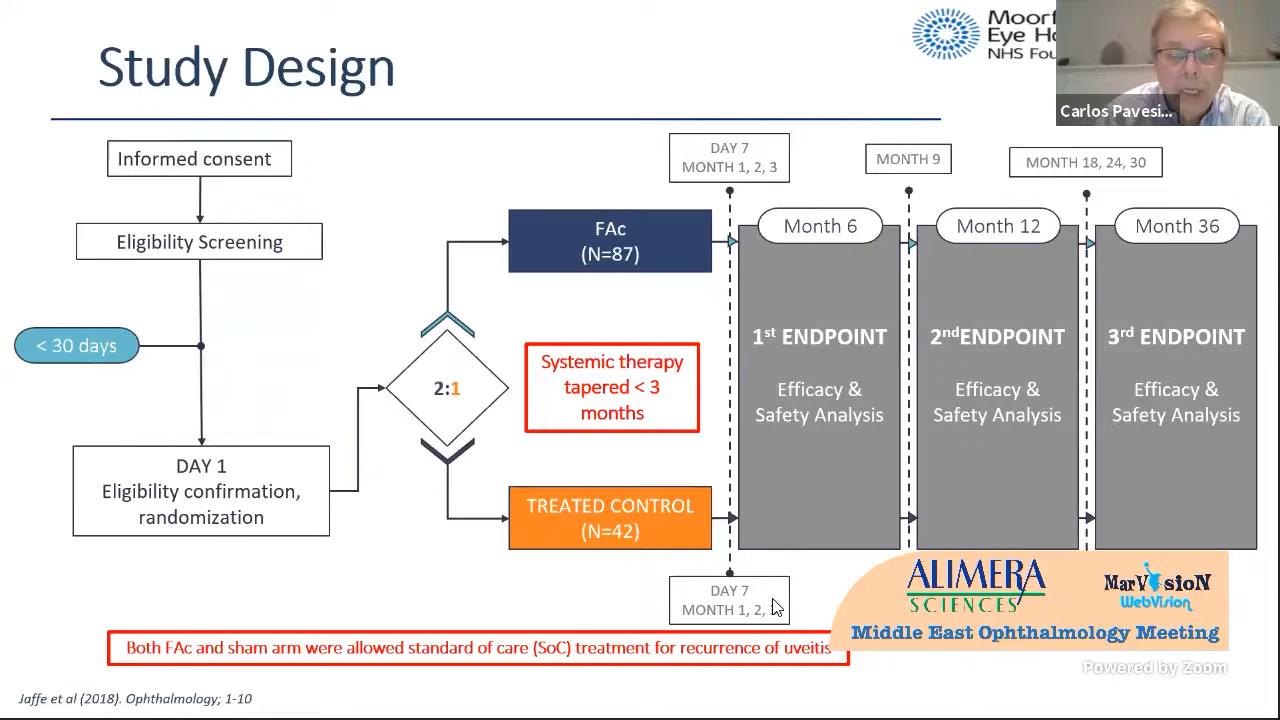 Study Design
Moorf
Eye Ho
NHS Fou
Carlos Pavesi...
Informed consent
Eligibility Screening
< 30 days
DAY 1
Eligibility confirmation,
randomization
2:1
FAc
(N=87)
Systemic therapy
tapered < 3
months
TREATED CONTROL
(N=42)
DAY 7
MONTH 1, 2, 3
MONTH 9
MONTH 18, 24, 30
Month 6
1st ENDPOINT
Efficacy &
Safety Analysis
Month 12
2ndENDPOINT
Efficacy &
Safety Analysis
Month 36
3rd ENDPOINT
Efficacy &
Safety Analysis
DAY 7
MONTH 1, 2,
Both FAc and sham arm were allowed standard of care (SoC) treatment for recurrence of uveitis
ALIMERA
SCIENCES
MarVisioN
WebVision
Middle East Ophthalmology Meeting
Powered by Zoom
Jaffe et al (2018). Ophthalmology; 1-10